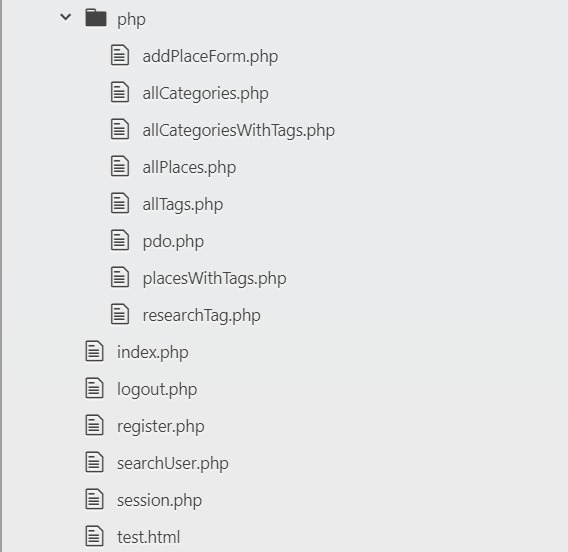 php
addPlaceForm.php
allCategories.php
allCategoriesWithTags.php
allPlaces.php
allTags.php
pdo.php
placesWithTags.php
researchTag.php
index.php
logout.php
register.php
searchUser.php
session.php
test.html